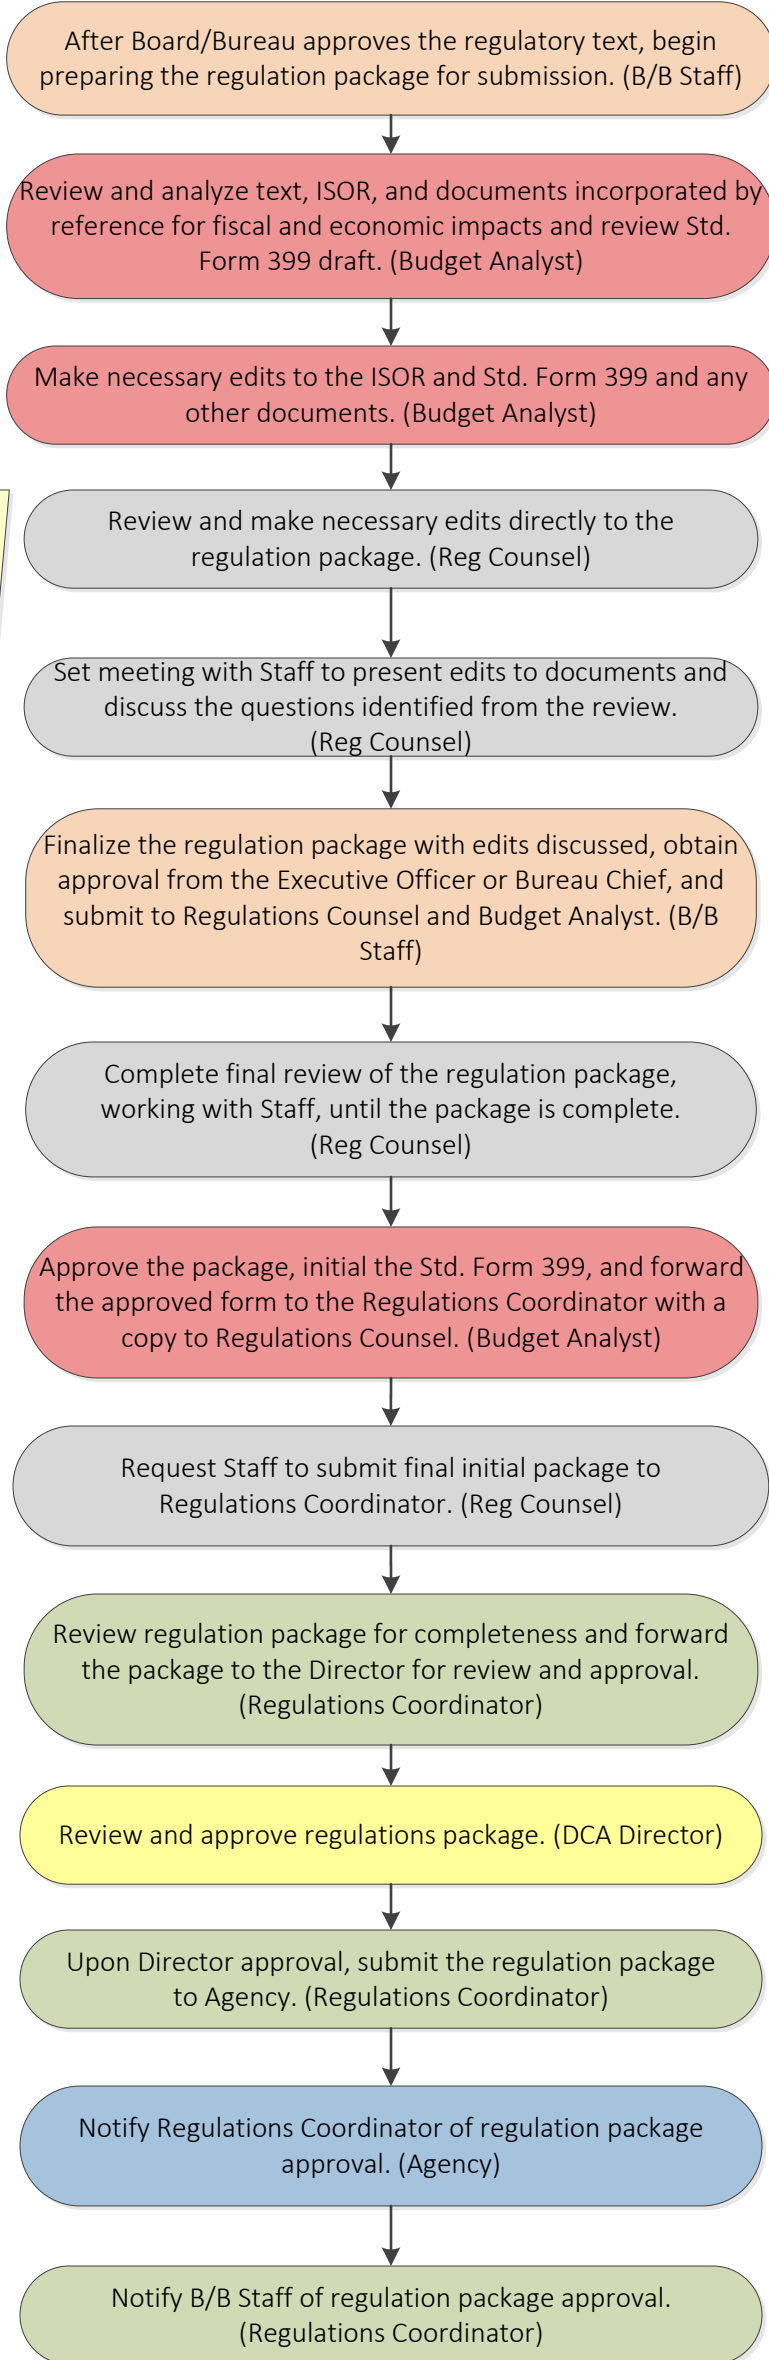 After Board/Bureau approves the regulatory text, begin
preparing the regulation package for submission. (B/B Staff)
Review and analyze text, ISOR, and documents incorporated by
reference for fiscal and economic impacts and review Std.
Form 399 draft. (Budget Analyst)
Make necessary edits to the ISOR and Std. Form 399 and any
other documents. (Budget Analyst)
Review and make necessary edits directly to the
regulation package. (Reg Counsel)
Set meeting with Staff to present edits to documents and
discuss the questions identified from the review.
(Reg Counsel)
Finalize the regulation package with edits discussed, obtain
approval from the Executive Officer or Bureau Chief, and
submit to Regulations Counsel and Budget Analyst. (B/B
Staff)
Complete final review of the regulation package,
working with Staff, until the package is complete.
(Reg Counsel)
Approve the package, initial the Std. Form 399, and forward
the approved form to the Regulations Coordinator with a
copy to Regulations Counsel. (Budget Analyst)
Request Staff to submit final initial package to
Regulations Coordinator. (Reg Counsel)
Review regulation package for completeness and forward
the package to the Director for review and approval.
(Regulations Coordinator)
Review and approve regulations package. (DCA Director)
Upon Director approval, submit the regulation package
to Agency. (Regulations Coordinator)
Notify Regulations Coordinator of regulation package
approval. (Agency)
Notify B/B Staff of regulation package approval.
(Regulations Coordinator)